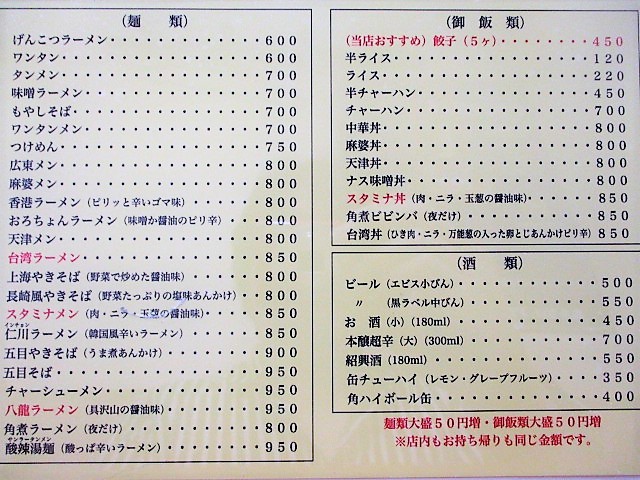 (麺 類)
げんこつラーメン・・・・・・・・・・・・600
ワンタン・・・・・・・・・・・・・・・・600
タンメン・・・・・・・・・・・・・・・・700
味噌ラーメン・・・・・・・・・・・・・・700
もやしそば・・・・・・・・・・・・・・・700
ワンタンメン・・・・・・・・・・・・・・700
つけめん・・・・・・・・・・・・・・・・750
広東メン・・・・・・・・・・・・・・・・800
麻婆メン・・・・・・・・・・・・・・・・800
香港ラーメン(ピリッと辛いゴマ味)・・・・・800
おろちょんラーメン(味噌か醤油のピリ辛)・・・800
天津メン・・・・・・・・・・・・・・・・800
台湾ラーメン・・・・・・・・・・・・・・850
上海やきそば(野菜で炒めた醤油味)・・・・・800
長崎風やきそば(野菜たっぷりの塩味あんかけ)・・800
スタミナメン(肉・ニラ・玉葱の醤油味)・・・・850
インチョン
仁川ラーメン(韓国風辛いラーメン)・・・・・850
五目やきそば(うま煮あんかけ)・・・・・・・900
五目そば・・・・・・・・・・・・・・・・950
チャーシューメン・・・・・・・・・・・・950
八龍ラーメン(具沢山の醤油味)・・・・・・・950
角煮ラーメン(夜だけ)・・・・・・・・・・800
サンラータンメン
酸辣湯麺(酸っぱ辛いラーメン)・・・・・・・950
(御 飯 類)
(当店おすすめ)餃子(5ヶ)・・・・・・・・450
半ライス・・・・・・・・・・・・・・・・120
ライス・・・・・・・・・・・・・・・・・220
半チャーハン・・・・・・・・・・・・・・450
チャーハン・・・・・・・・・・・・・・・700
中華丼・・・・・・・・・・・・・・・・・800
麻婆丼・・・・・・・・・・・・・・・・・800
天津丼・・・・・・・・・・・・・・・・・800
ナス味噌丼・・・・・・・・・・・・・・・800
スタミナ丼(肉・ニラ・玉葱の醤油味)・・・・850
角煮ビビンバ(夜だけ)・・・・・・・・・・850
台湾丼(ひき肉・ニラ・万能葱の入った卵とじあんかけピリ辛)850
(酒 類)
ビール(エビス小びん)・・・・・・・・・・500
〃 (黒ラベル中びん)・・・・・・・・・550
お 酒(小)(180ml)・・・・・・・・・・450
本醸超辛(大)(300ml)・・・・・・・・・700
紹興酒(180ml)・・・・・・・・・・・・550
缶チューハイ(レモン・グレープフルーツ)・・・350
角ハイボール缶・・・・・・・・・・・・・400
麺類大盛50円増・御飯類大盛50円増
※店内もお持ち帰りも同じ金額です。